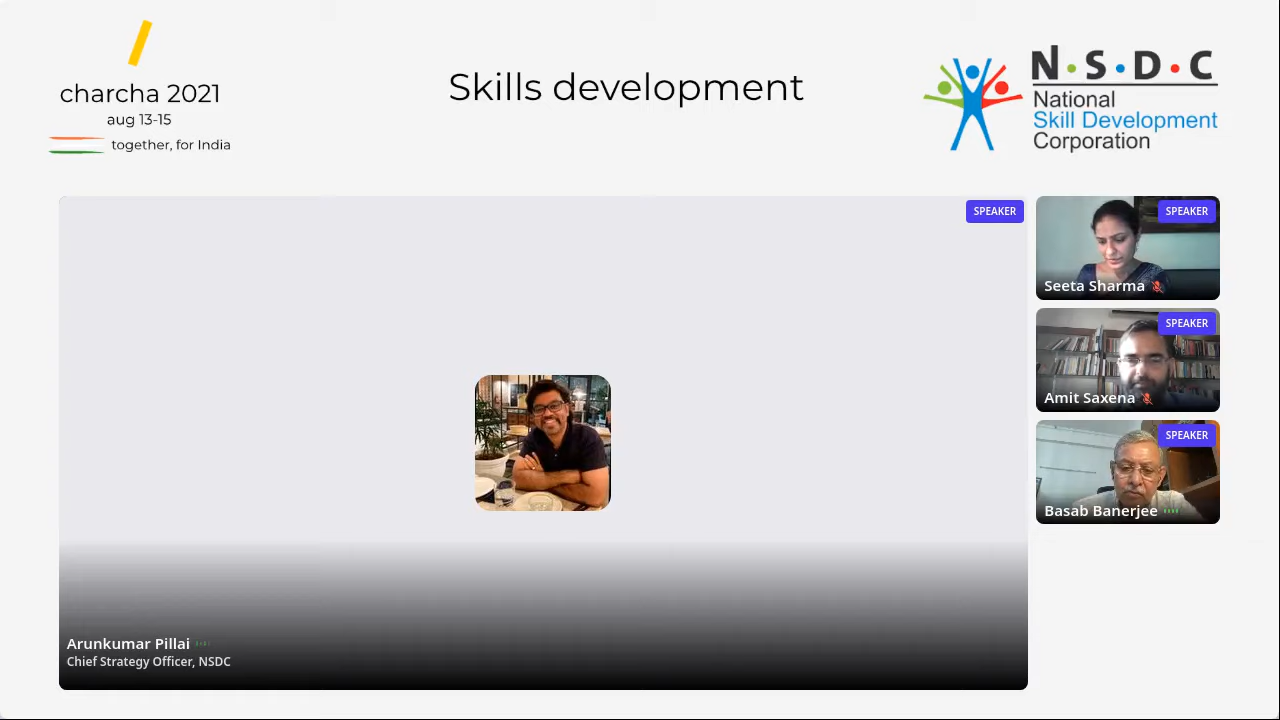 charcha 2021
aug 13-15
together, for India
Skills development
N·S·D·C
National
Skill Development
Corporation
SPEAKER
Arunkumar Pillai
Chief Strategy Officer, NSDC
SPEAKER
Seeta Sharma
SPEAKER
Amit Saxena
SPEAKER
Basab Banerjee